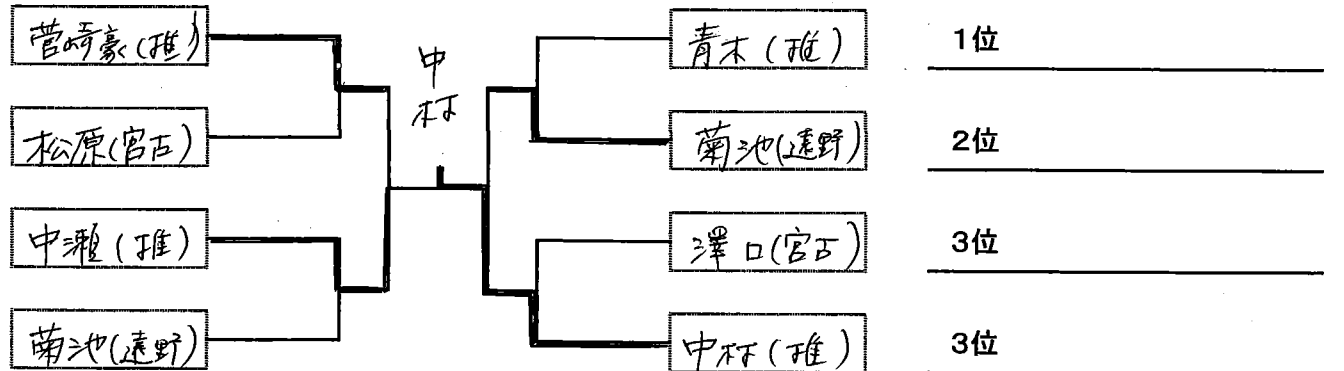 菅崎豪(推)
松原(宮古)
中瀬(推)
菊池(遠野)
中村
青木(推)
菊池(遠野)
澤口(宮古)
中村(推)
1位
2位
3位
3位